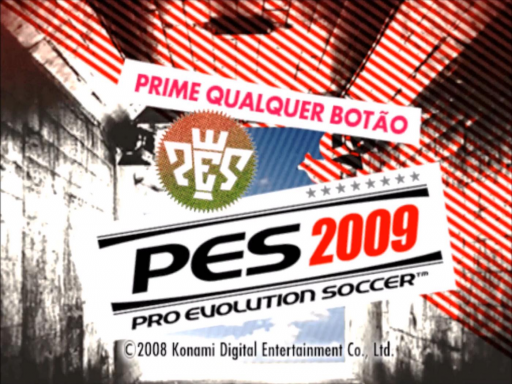 PRIME QUALQUER BOTÃO
PES
PES 2009
PRO EVOLUTION SOCCER™
©2008 Konami Digital Entertainment Co., Ltd.